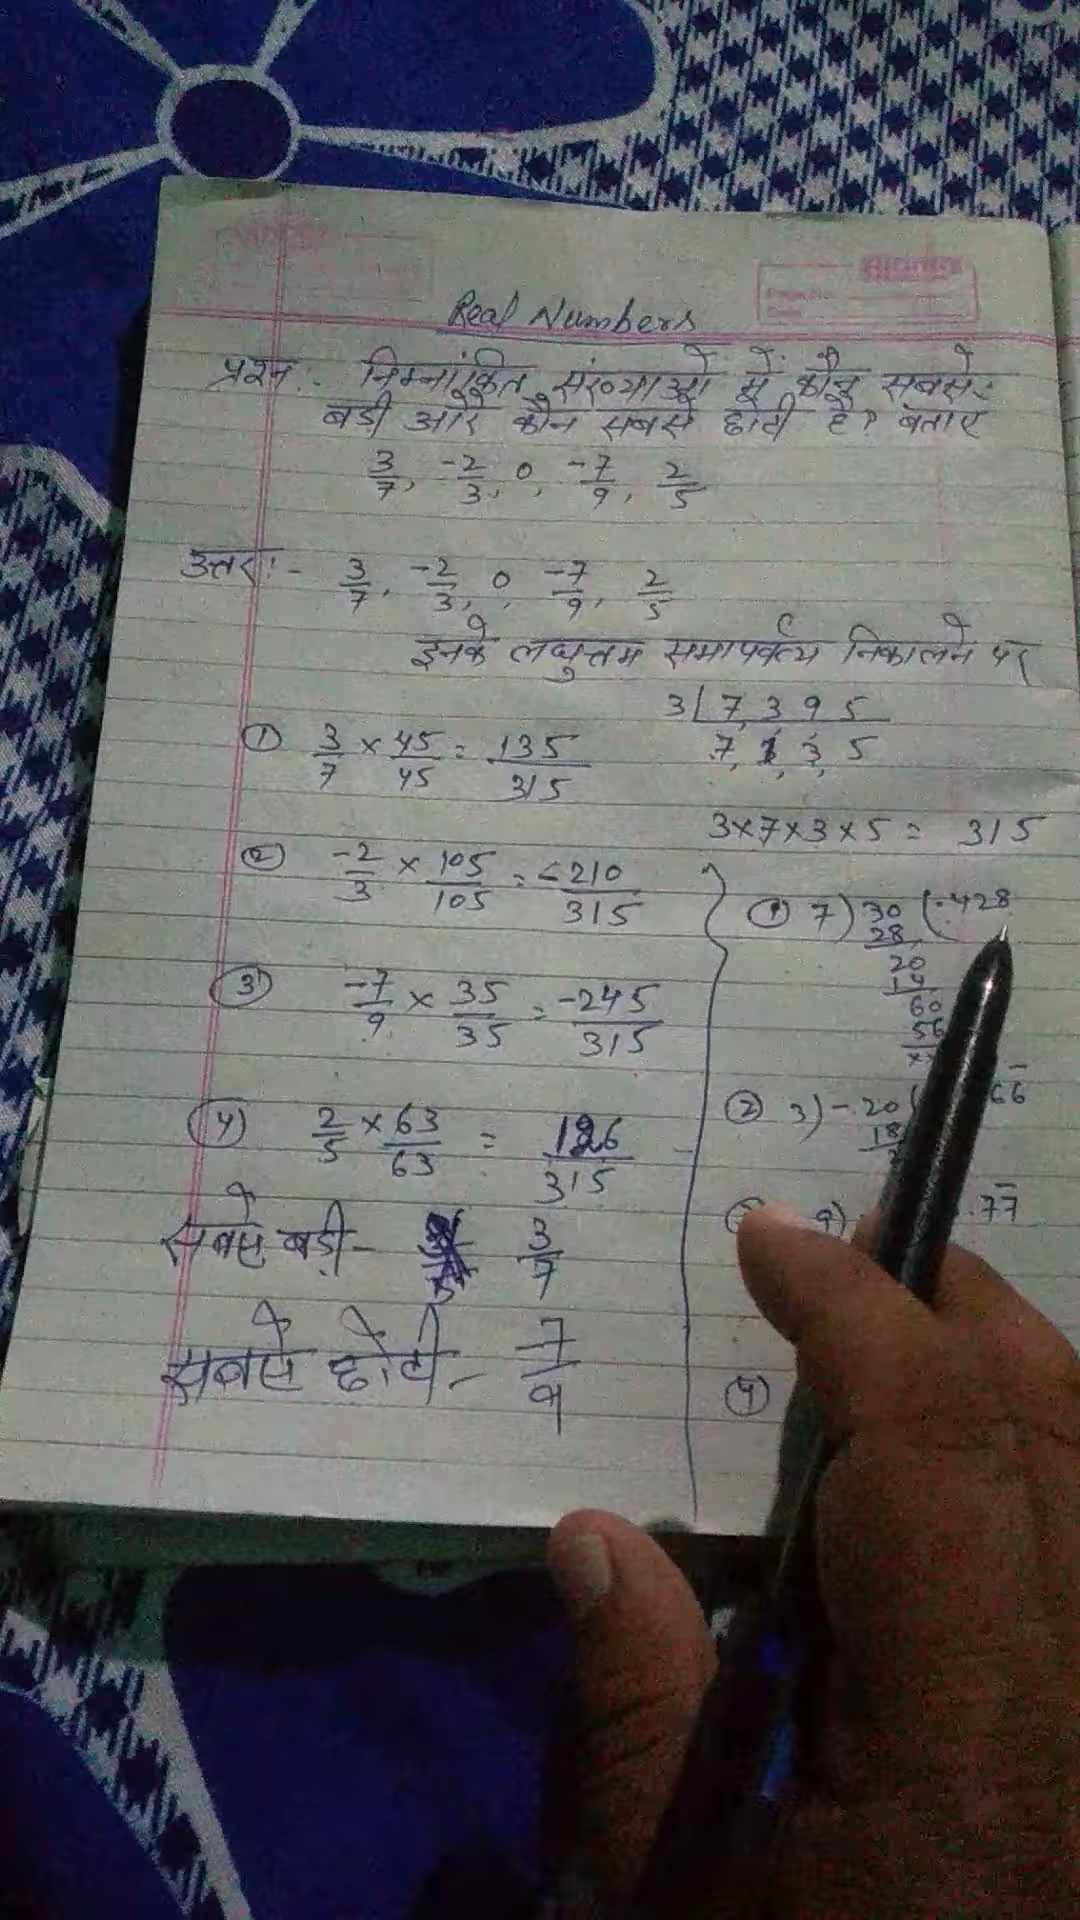 Real Numbers
प्रश्न:- निम्नांकित संख्याओं में कौन सबसे
बडी और कौन सबसे छोटी है? बताए
3/7, -2/3, 0, -7/9, 2/5
उत्तर:- 3/7, -2/3, 0, -7/9, 2/5
इनके लघुत्तम समापर्वत्य निकालने पर
3 | 7, 3 9 5
7, 1, 3, 5
① 3/7 × 45/45 = 135/315
3×7×3×5 = 315
② -2/3 × 105/105 = -210/315
③ -7/9 × 35/35 = -245/315
④ 2/5 × 63/63 = 126/315
सबसे बड़ी- 3/7
सबसे छोटी- 7/9
① 7) 30 (.428
28
20
14
60
56
② 3) -20 ( 66
18
9) .77
④